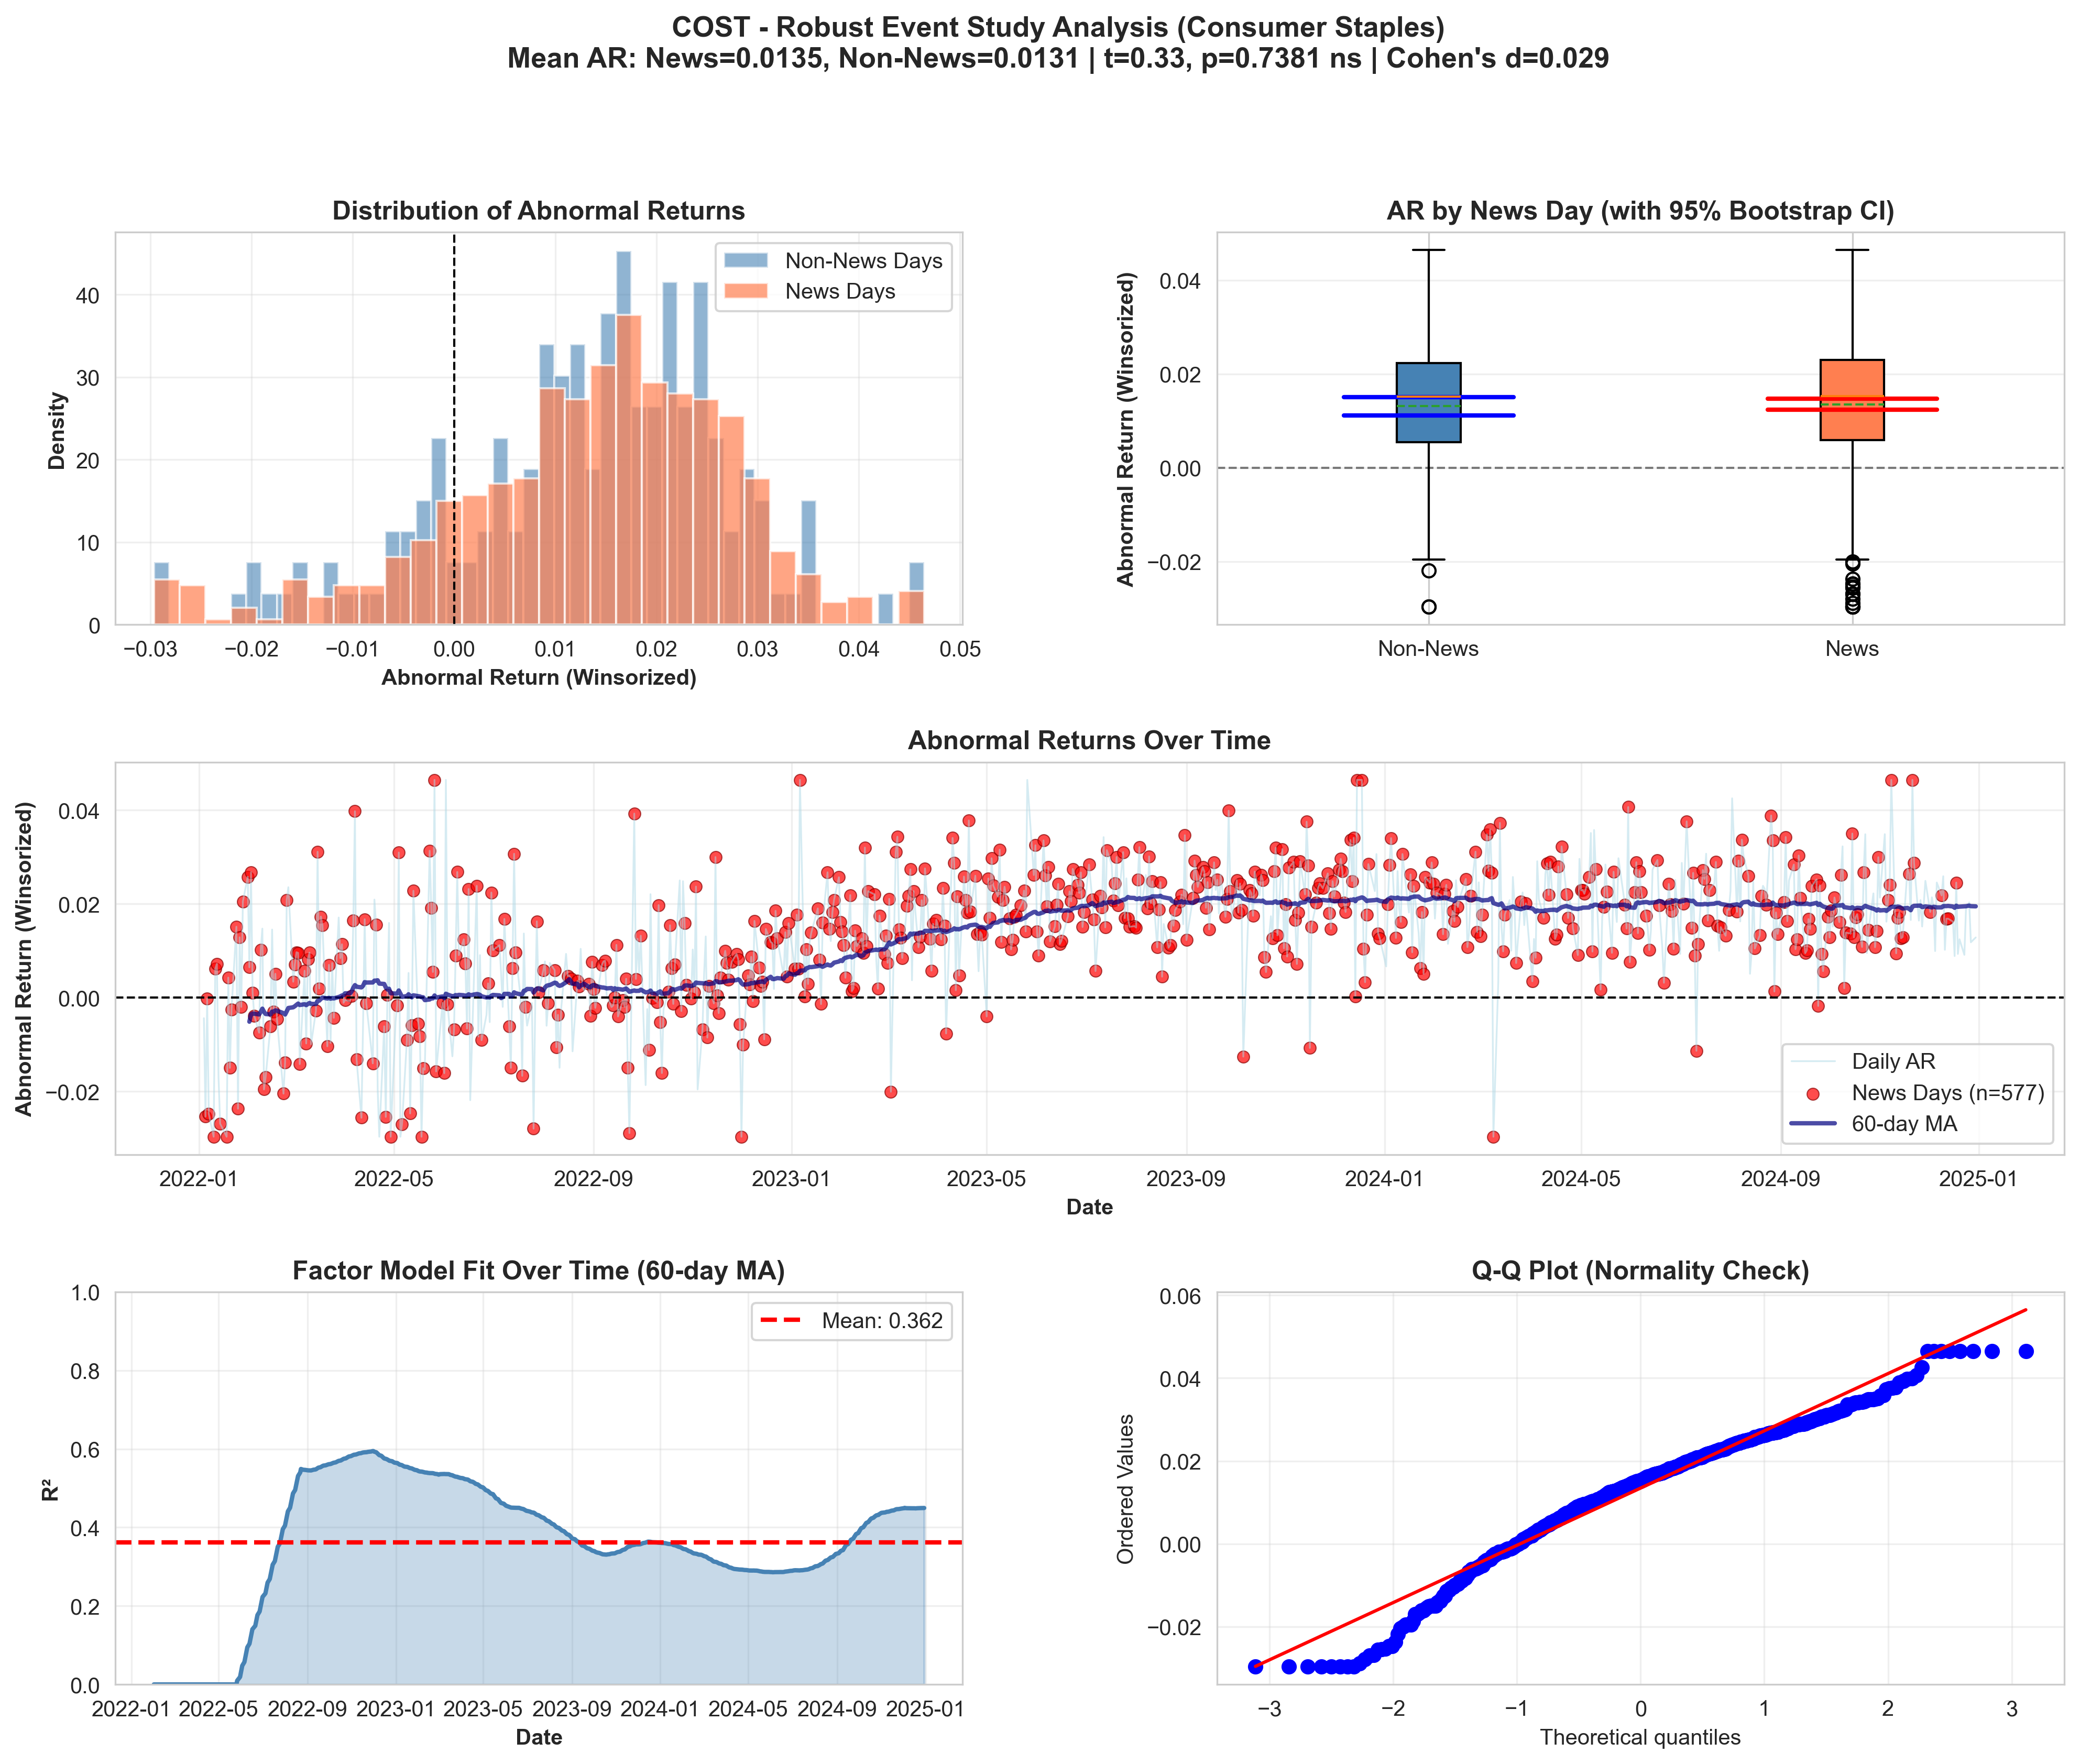 COST - Robust Event Study Analysis (Consumer Staples)
Mean AR: News=0.0135, Non-News=0.0131 | t=0.33, p=0.7381 ns | Cohen's d=0.029
Distribution of Abnormal Returns
Density
40
30
20
10
0
Non-News Days
News Days
−0.03 −0.02 −0.01 0.00 0.01 0.02 0.03 0.04 0.05
Abnormal Return (Winsorized)
AR by News Day (with 95% Bootstrap CI)
Abnormal Return (Winsorized)
0.04
0.02
0.00
−0.02
Non-News News
Abnormal Returns Over Time
Abnormal Return (Winsorized)
0.04
0.02
0.00
−0.02
Daily AR
News Days (n=577)
60-day MA
2022-01 2022-05 2022-09 2023-01 2023-05 2023-09 2024-01 2024-05 2024-09 2025-01
Date
Factor Model Fit Over Time (60-day MA)
R²
1.0
0.8
0.6
0.4
0.2
0.0
Mean: 0.362
2022-01 2022-05 2022-09 2023-01 2023-05 2023-09 2024-01 2024-05 2024-09 2025-01
Date
Q-Q Plot (Normality Check)
Ordered Values
0.06
0.04
0.02
0.00
−0.02
−3 −2 −1 0 1 2 3
Theoretical quantiles